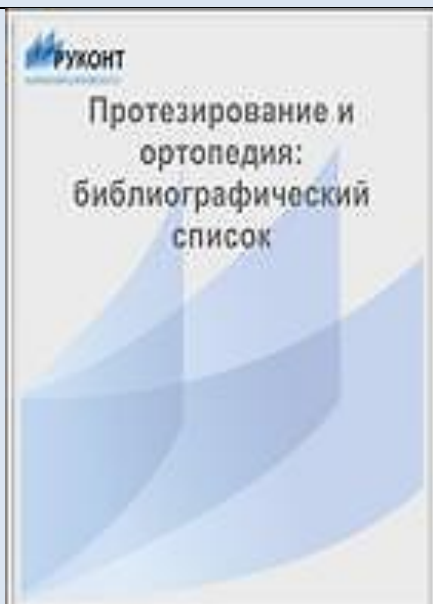 РУКОНТ
Протезирование и
ортопедия:
библиографический
список